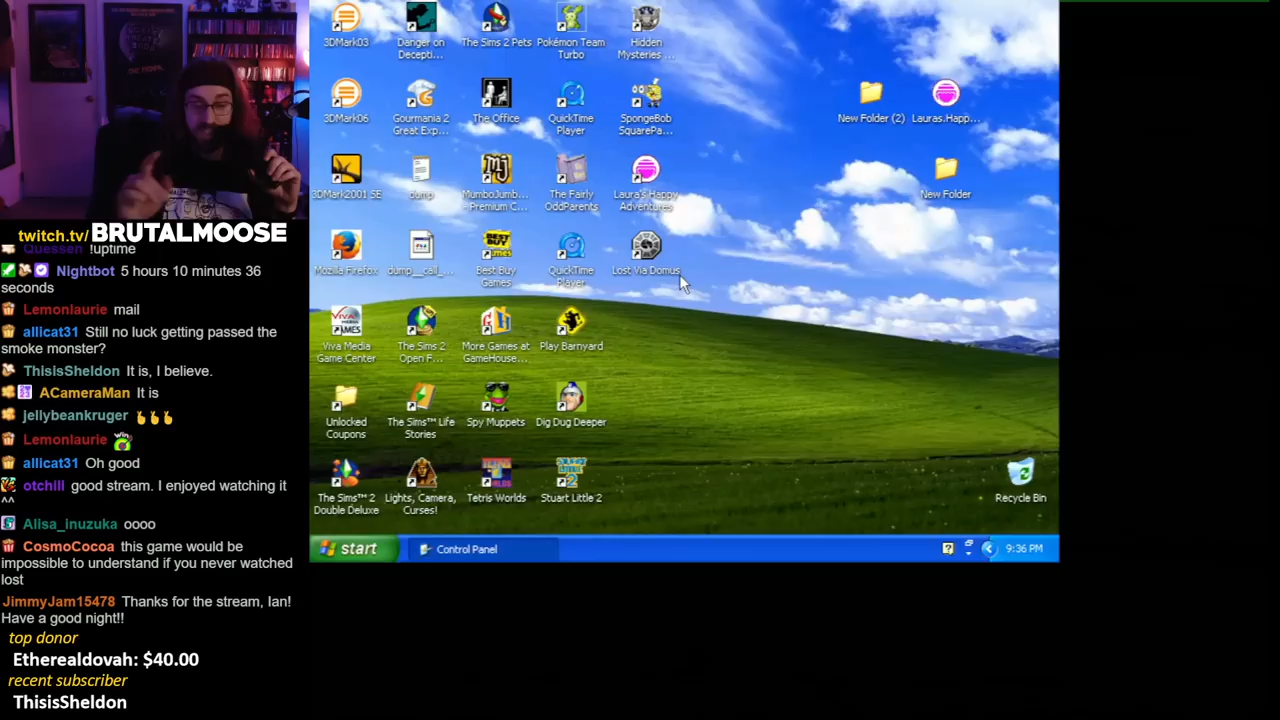 twitch.tv/BRUTALMOOSE
Quessen !uptime
Nightbot 5 hours 10 minutes 36
seconds
Lemonlaurie mail
allicat31 Still no luck getting passed the
smoke monster?
ThisisSheldon It is, I believe.
ACameraMan It is
jellybeankruger
Lemonlaurie
allicat31 Oh good
otchill good stream. I enjoyed watching it
^^
Alisa_inuzuka oooo
CosmoCocoa this game would be
impossible to understand if you never watched
lost
JimmyJam15478 Thanks for the stream, Ian!
Have a good night!!
top donor
Etherealdovah: $40.00
recent subscriber
ThisisSheldon
3DMark03
Danger on
Decepti...
The Sims 2 Pets
Pokémon Team
Turbo
Hidden
Mysteries ...
3DMark06
Gourmania 2
Great Exp...
The Office
QuickTime
Player
SpongeBob
SquarePa...
New Folder (2)
Lauras.Happ...
3DMark2001 SE
dump
MumboJumb...
- Premium C...
The Fairly
OddParents
Laura's Happy
Adventures
New Folder
Mozilla Firefox
dump__call_...
Best Buy
Games
QuickTime
Player
Lost Via Domus
Viva Media
Game Center
The Sims 2
Open F...
More Games at
GameHouse...
Play Barnyard
Unlocked
Coupons
The Sims™ Life
Stories
Spy Muppets
Dig Dug Deeper
The Sims™ 2
Double Deluxe
Lights, Camera,
Curses!
Tetris Worlds
Stuart Little 2
Recycle Bin
start
Control Panel
9:36 PM